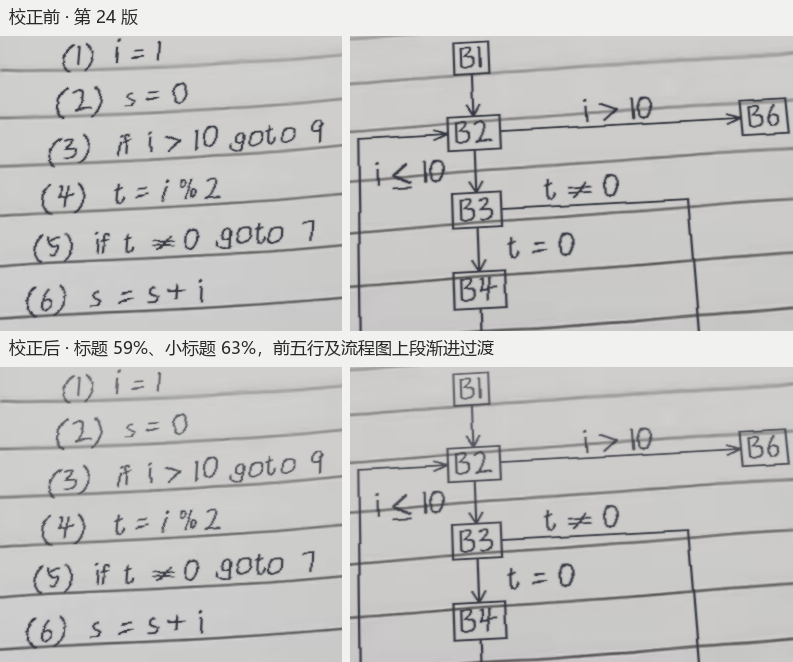 校正前 · 第 24 版
(1) i = 1
(2) s = 0
(3) if i > 10 goto 9
(4) t = i % 2
(5) if t ≠ 0 goto 7
(6) s = s + i
B1
i > 10
B2
B6
i ≤ 10
t ≠ 0
B3
t = 0
B4
校正后 · 标题 59%、小标题 63%，前五行及流程图上段渐进过渡
(1) i = 1
(2) s = 0
(3) if i > 10 goto 9
(4) t = i % 2
(5) if t ≠ 0 goto 7
(6) s = s + i
B1
i > 10
B2
B6
i ≤ 10
t ≠ 0
B3
t = 0
B4